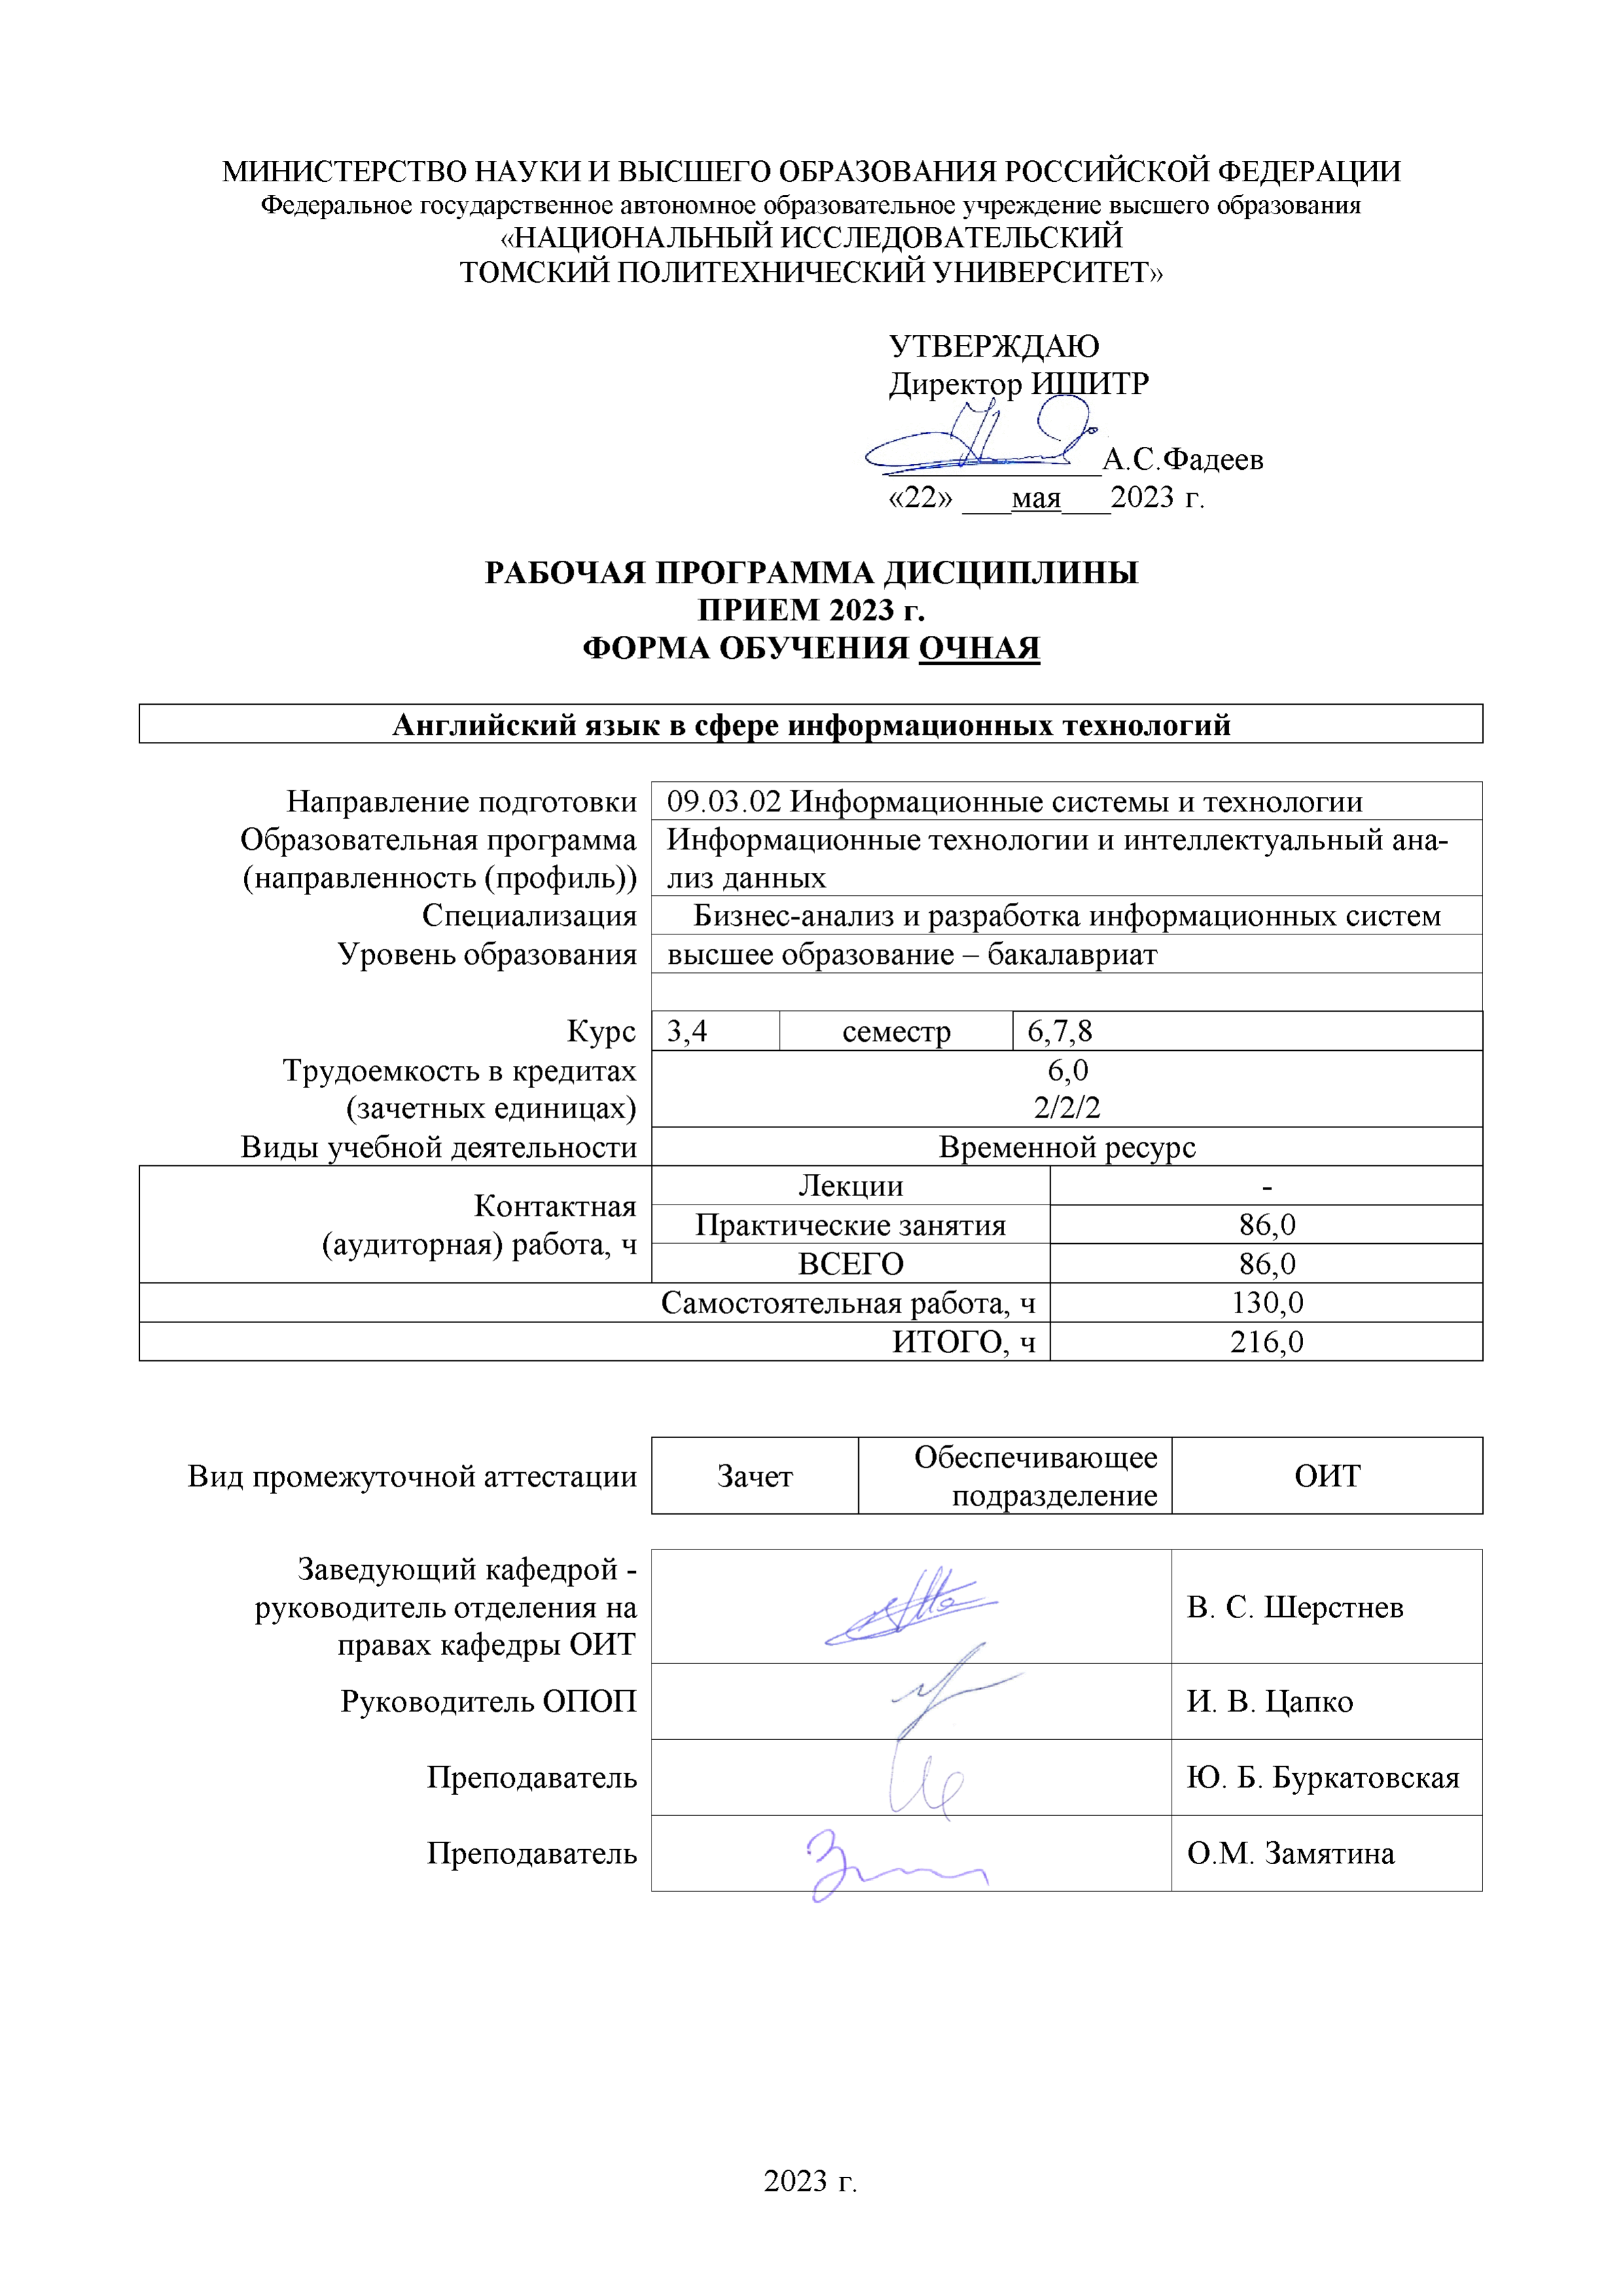 МИНИСТЕРСТВО НАУКИ И ВЫСШЕГО ОБРАЗОВАНИЯ РОССИЙСКОЙ ФЕДЕРАЦИИ
Федеральное государственное автономное образовательное учреждение высшего образования
«НАЦИОНАЛЬНЫЙ ИССЛЕДОВАТЕЛЬСКИЙ
ТОМСКИЙ ПОЛИТЕХНИЧЕСКИЙ УНИВЕРСИТЕТ»
УТВЕРЖДАЮ
Директор ИШИТР
_____________А.С.Фадеев
«22» ___мая___2023 г.
РАБОЧАЯ ПРОГРАММА ДИСЦИПЛИНЫ
ПРИЕМ 2023 г.
ФОРМА ОБУЧЕНИЯ ОЧНАЯ
Английский язык в сфере информационных технологий
Направление подготовки 09.03.02 Информационные системы и технологии
Образовательная программа Информационные технологии и интеллектуальный ана-
(направленность (профиль)) лиз данных
Специализация Бизнес-анализ и разработка информационных систем
Уровень образования высшее образование – бакалавриат
Курс 3,4 семестр 6,7,8
Трудоемкость в кредитах 6,0
(зачетных единицах) 2/2/2
Виды учебной деятельности Временной ресурс
Контактная
(аудиторная) работа, ч
Лекции -
Практические занятия 86,0
ВСЕГО 86,0
Самостоятельная работа, ч 130,0
ИТОГО, ч 216,0
Вид промежуточной аттестации Зачет
Обеспечивающее
подразделение
ОИТ
Заведующий кафедрой -
руководитель отделения на
правах кафедры ОИТ
В. С. Шерстнев
Руководитель ОПОП И. В. Цапко
Преподаватель Ю. Б. Буркатовская
Преподаватель О.М. Замятина
2023 г.